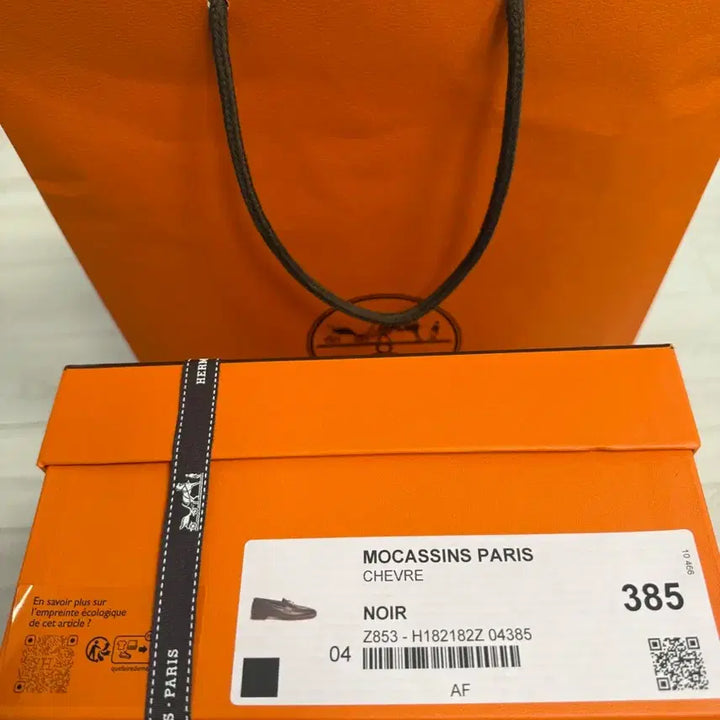 HERM
MOCASSINS PARIS
CHEVRE
10 466
385
NOIR
Z853 - H182182Z 04385
04
AF
En savoir plus sur
l'empreinte écologique
de cet article ?
S · PARIS